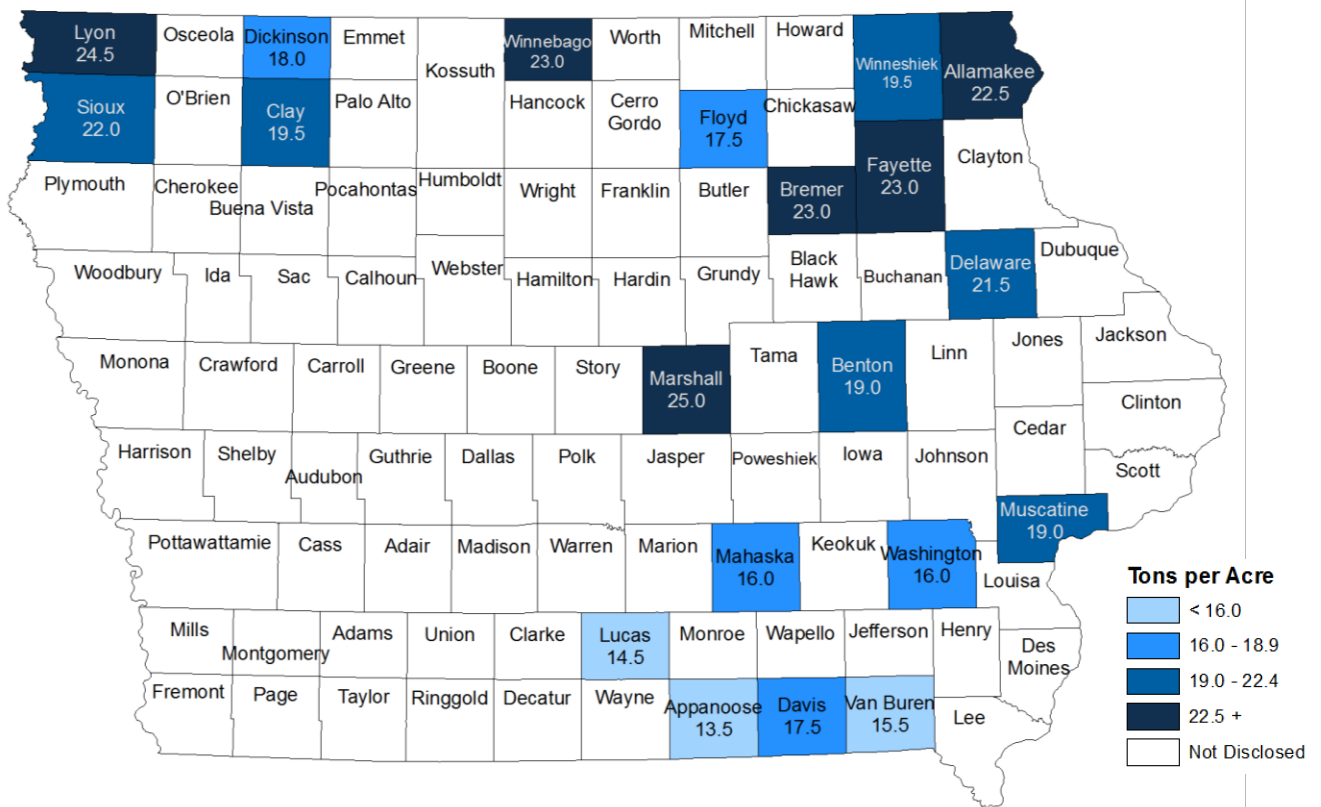 Lyon
24.5
Osceola
Dickinson
18.0
Emmet
Kossuth
Winnebago
23.0
Worth
Mitchell
Howard
Winneshiek
19.5
Allamakee
22.5
Sioux
22.0
O'Brien
Clay
19.5
Palo Alto
Hancock
Cerro
Gordo
Floyd
17.5
Chickasaw
Fayette
23.0
Clayton
Plymouth
Cherokee
Buena Vista
Pocahontas
Humboldt
Wright
Franklin
Butler
Bremer
23.0
Woodbury
Ida
Sac
Calhoun
Webster
Hamilton
Hardin
Grundy
Black
Hawk
Buchanan
Delaware
21.5
Dubuque
Monona
Crawford
Carroll
Greene
Boone
Story
Marshall
25.0
Tama
Benton
19.0
Linn
Jones
Jackson
Clinton
Cedar
Harrison
Shelby
Audubon
Guthrie
Dallas
Polk
Jasper
Poweshiek
Iowa
Johnson
Scott
Muscatine
19.0
Pottawattamie
Cass
Adair
Madison
Warren
Marion
Mahaska
16.0
Keokuk
Washington
16.0
Louisa
Mills
Montgomery
Adams
Union
Clarke
Lucas
14.5
Monroe
Wapello
Jefferson
Henry
Des
Moines
Fremont
Page
Taylor
Ringgold
Decatur
Wayne
Appanoose
13.5
Davis
17.5
Van Buren
15.5
Lee
Tons per Acre
< 16.0
16.0 - 18.9
19.0 - 22.4
22.5 +
Not Disclosed